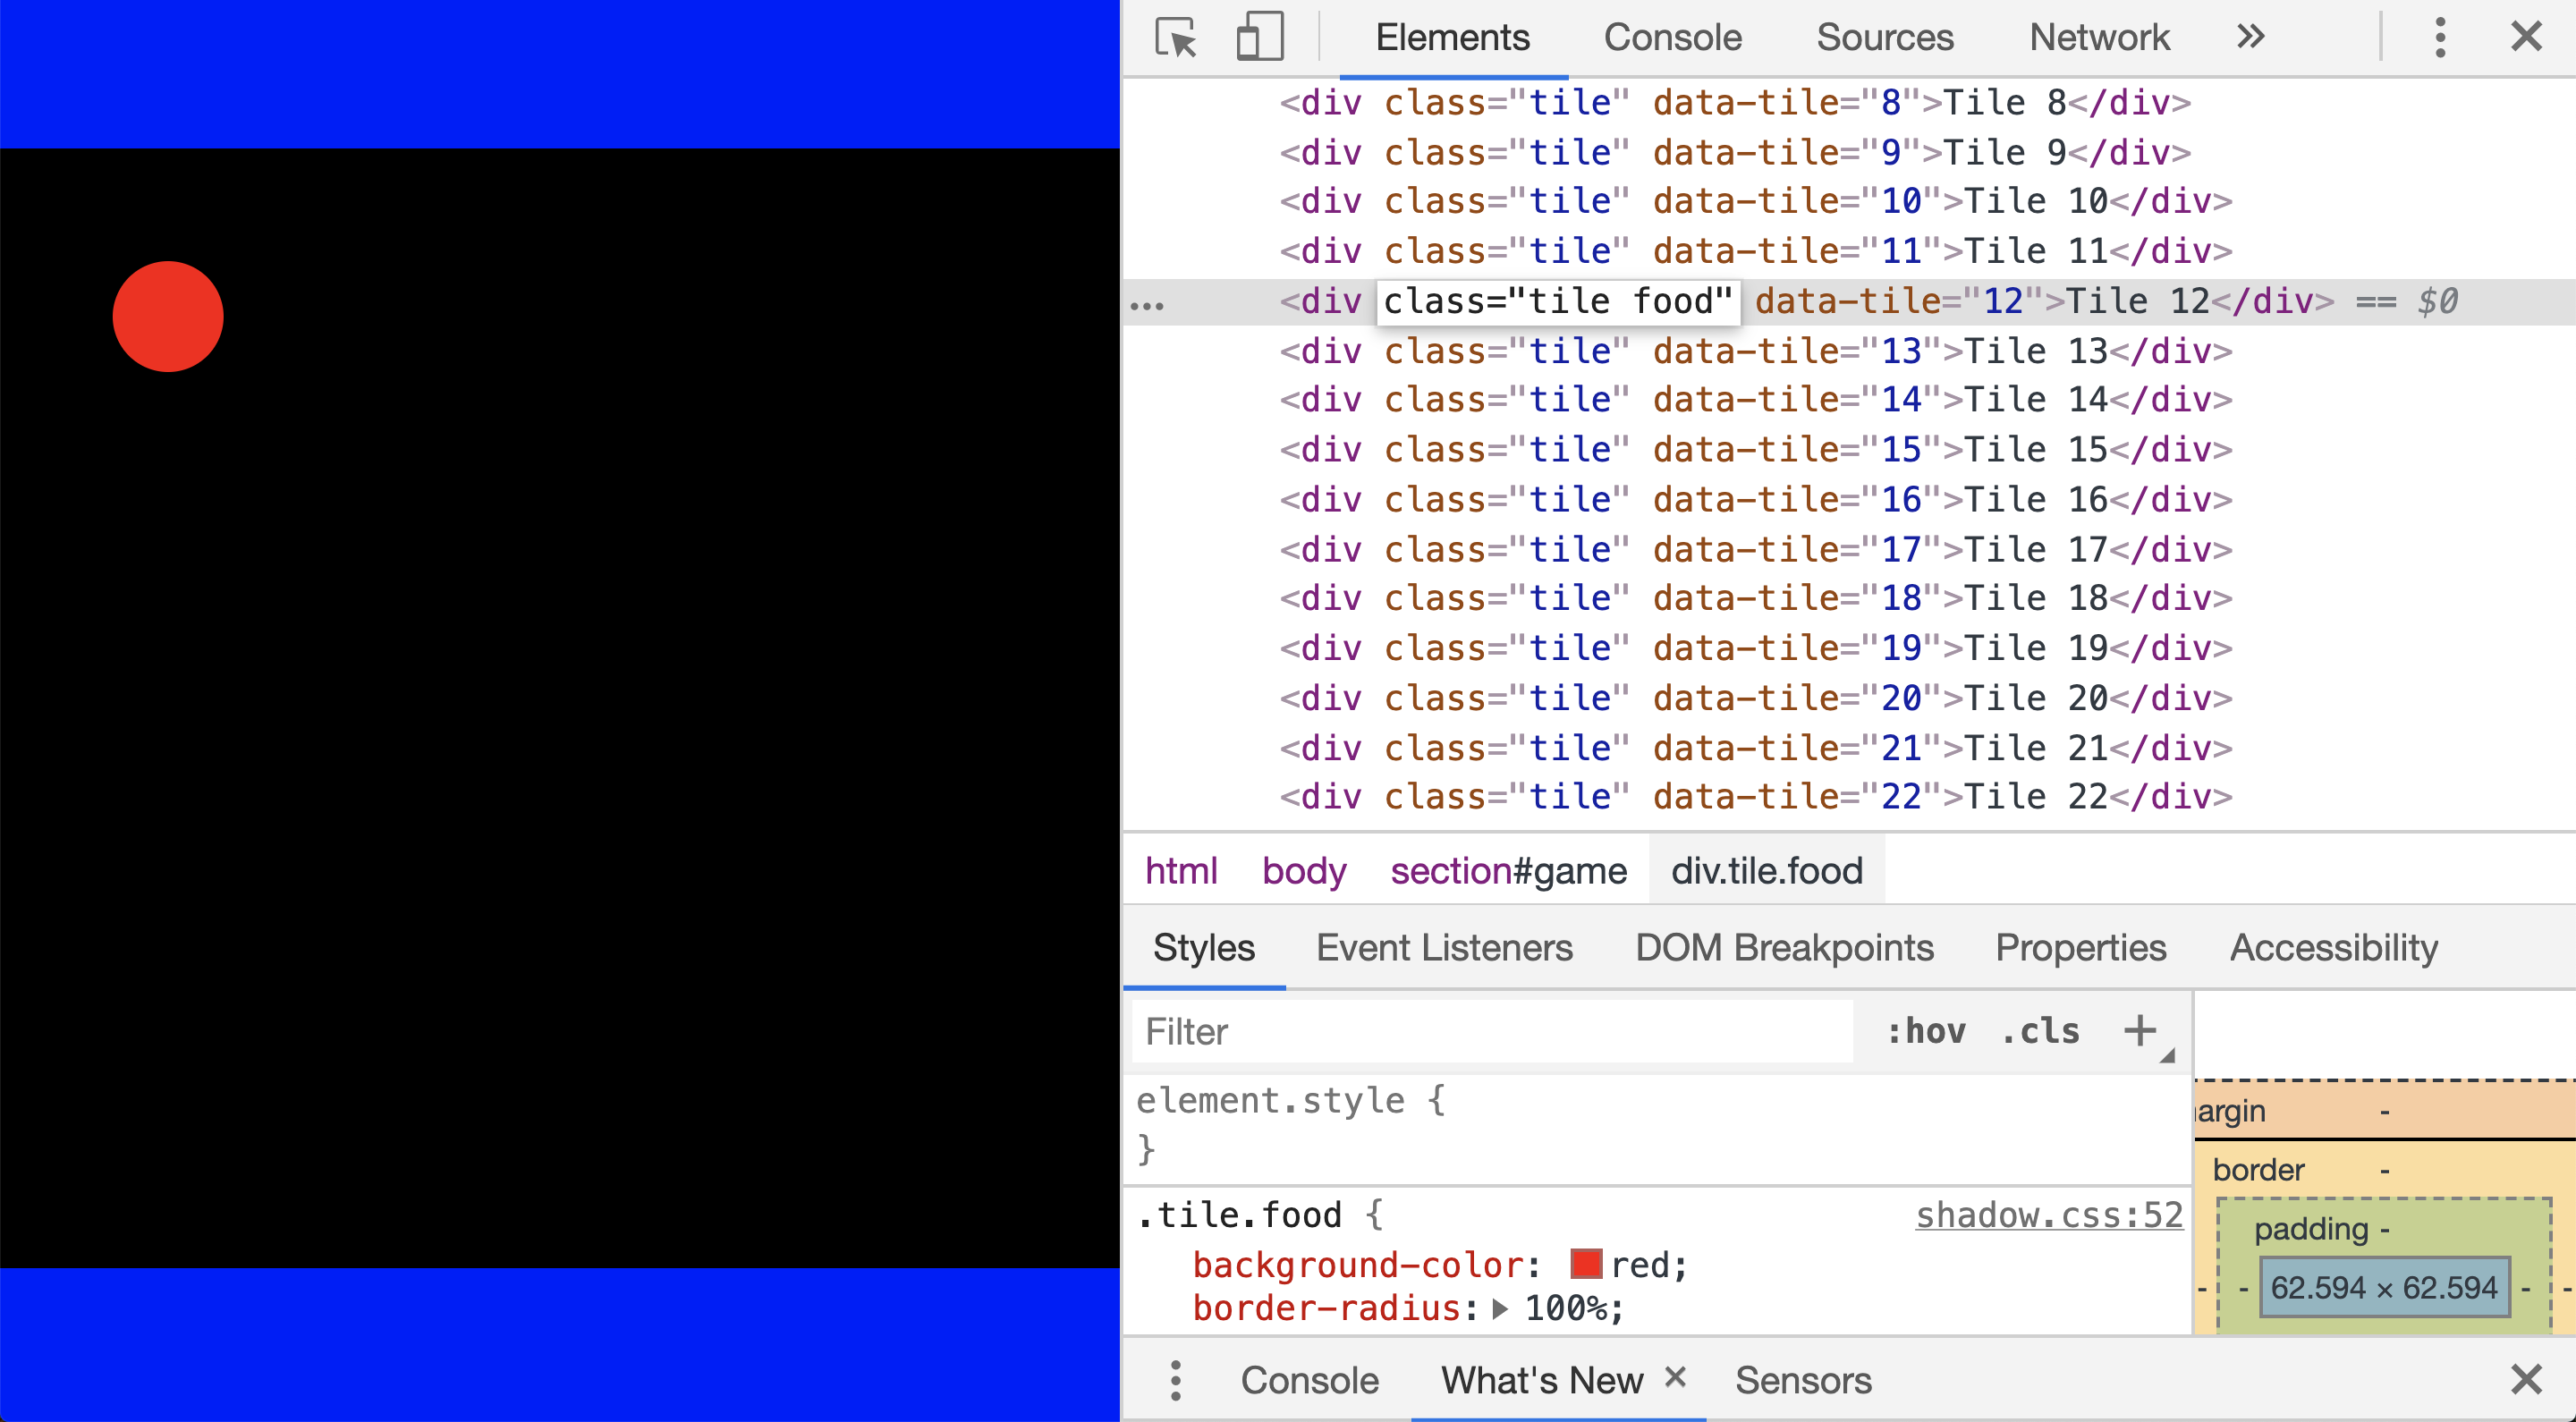 Elements Console Sources Network
<div class="tile" data-tile="8">Tile 8</div>
<div class="tile" data-tile="9">Tile 9</div>
<div class="tile" data-tile="10">Tile 10</div>
<div class="tile" data-tile="11">Tile 11</div>
<div class="tile food" data-tile="12">Tile 12</div> == $0
<div class="tile" data-tile="13">Tile 13</div>
<div class="tile" data-tile="14">Tile 14</div>
<div class="tile" data-tile="15">Tile 15</div>
<div class="tile" data-tile="16">Tile 16</div>
<div class="tile" data-tile="17">Tile 17</div>
<div class="tile" data-tile="18">Tile 18</div>
<div class="tile" data-tile="19">Tile 19</div>
<div class="tile" data-tile="20">Tile 20</div>
<div class="tile" data-tile="21">Tile 21</div>
<div class="tile" data-tile="22">Tile 22</div>
html body section#game div.tile.food
Styles Event Listeners DOM Breakpoints Properties Accessibility
Filter :hov .cls +
element.style {
}
.tile.food { shadow.css:52
background-color: red;
border-radius: 100%;
argin -
border -
padding -
- - 62.594 × 62.594 - -
Console What's New × Sensors